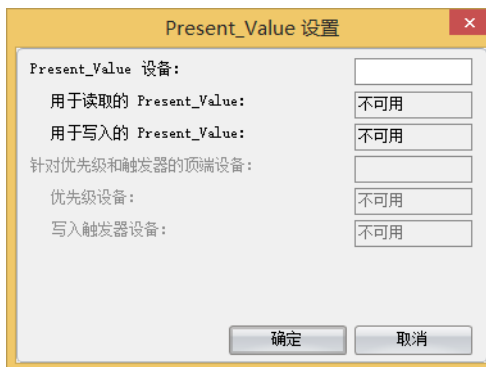 Present_Value 设置
×
Present_Value 设备:
用于读取的 Present_Value: 不可用
用于写入的 Present_Value: 不可用
针对优先级和触发器的顶端设备:
优先级设备: 不可用
写入触发器设备: 不可用
确定 取消